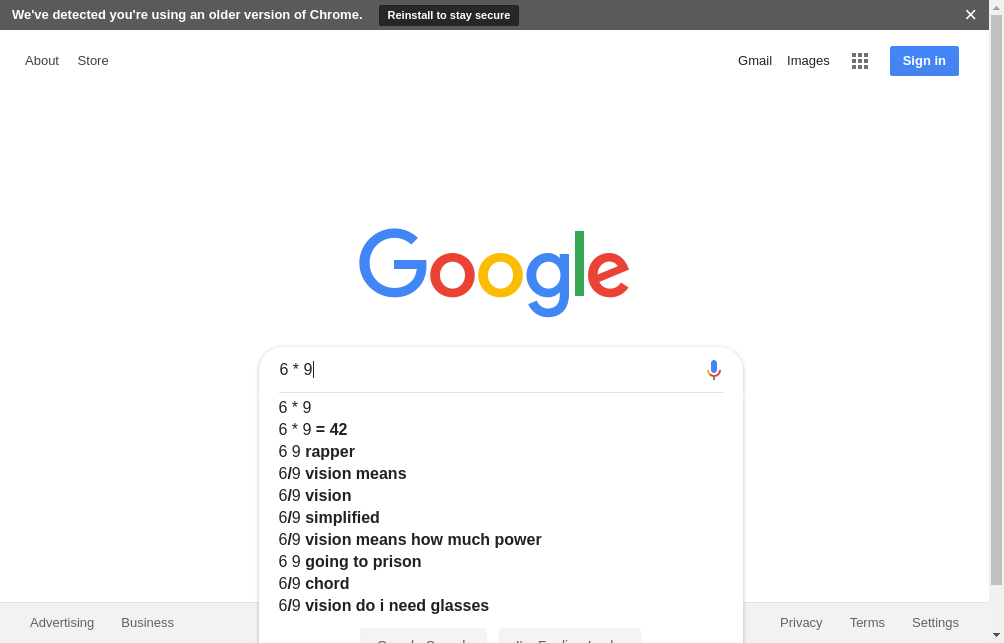 We've detected you're using an older version of Chrome. Reinstall to stay secure
About Store Gmail Images Sign in
Google
6 * 9
6 * 9
6 * 9 = 42
6 9 rapper
6/9 vision means
6/9 vision
6/9 simplified
6/9 vision means how much power
6 9 going to prison
6/9 chord
6/9 vision do i need glasses
Advertising Business Privacy Terms Settings